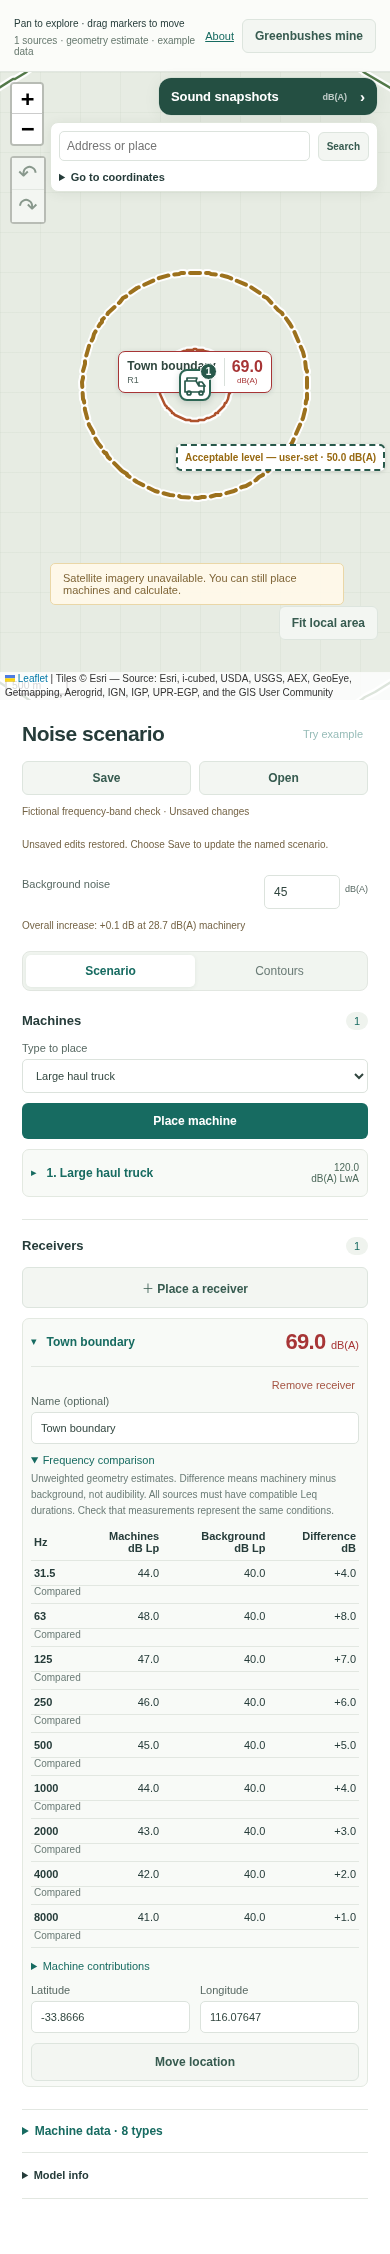 Pan to explore · drag markers to move
1 sources · geometry estimate · example
data
About
Greenbushes mine
+
−
↶
↷
Sound snapshots dB(A) ›
Address or place
Search
▶ Go to coordinates
Town boundary
R1
69.0
dB(A)
1
Acceptable level — user-set · 50.0 dB(A)
Satellite imagery unavailable. You can still place
machines and calculate.
Fit local area
Leaflet | Tiles © Esri — Source: Esri, i-cubed, USDA, USGS, AEX, GeoEye,
Getmapping, Aerogrid, IGN, IGP, UPR-EGP, and the GIS User Community
Noise scenario
Try example
Save
Open
Fictional frequency-band check · Unsaved changes
Unsaved edits restored. Choose Save to update the named scenario.
Background noise
45
dB(A)
Overall increase: +0.1 dB at 28.7 dB(A) machinery
Scenario
Contours
Machines
1
Type to place
Large haul truck
Place machine
▸ 1. Large haul truck
120.0
dB(A) LwA
Receivers
1
+ Place a receiver
▾ Town boundary
69.0 dB(A)
Remove receiver
Name (optional)
Town boundary
▼ Frequency comparison
Unweighted geometry estimates. Difference means machinery minus
background, not audibility. All sources must have compatible Leq
durations. Check that measurements represent the same conditions.
Hz Machines dB Lp Background dB Lp Difference dB
31.5 44.0 40.0 +4.0
Compared
63 48.0 40.0 +8.0
Compared
125 47.0 40.0 +7.0
Compared
250 46.0 40.0 +6.0
Compared
500 45.0 40.0 +5.0
Compared
1000 44.0 40.0 +4.0
Compared
2000 43.0 40.0 +3.0
Compared
4000 42.0 40.0 +2.0
Compared
8000 41.0 40.0 +1.0
Compared
▶ Machine contributions
Latitude
Longitude
-33.8666
116.07647
Move location
▶ Machine data · 8 types
▶ Model info